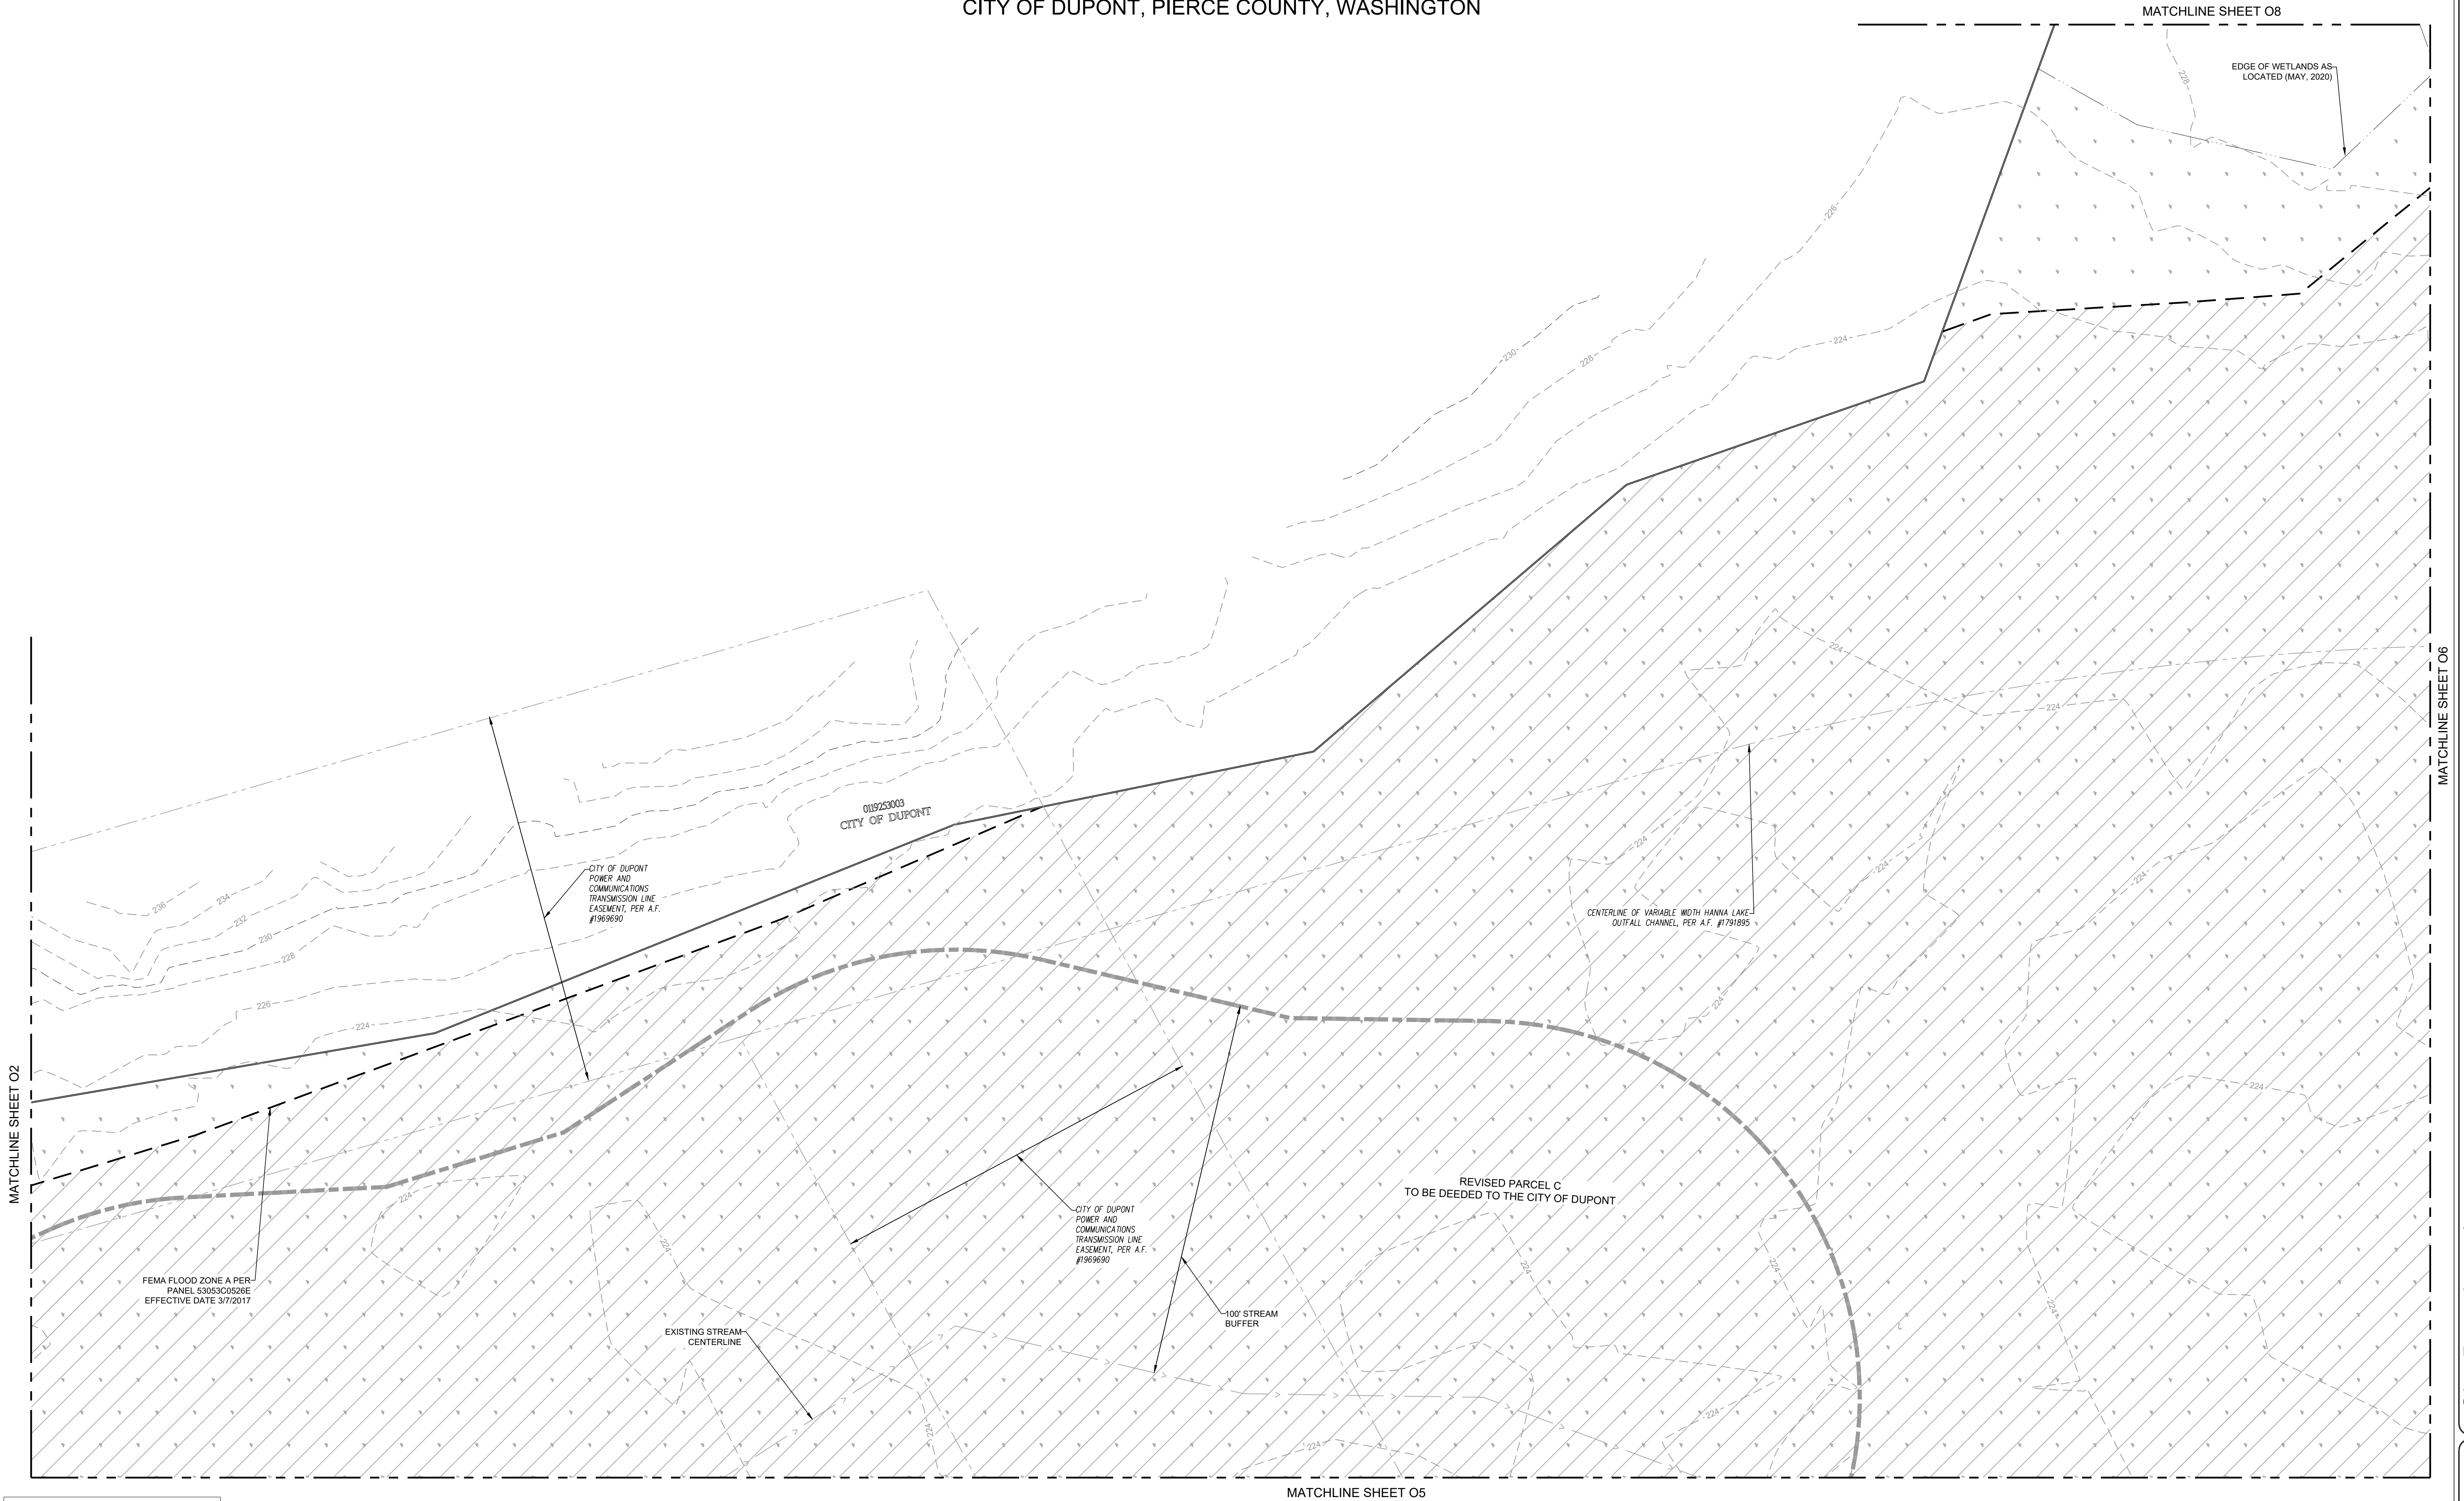 CITY OF DUPONT, PIERCE COUNTY, WASHINGTON
MATCHLINE SHEET O8
EDGE OF WETLANDS AS
LOCATED (MAY, 2020)
228
226
230
228
224
MATCHLINE SHEET O6
224
224
0119253003
CITY OF DUPONT
CITY OF DUPONT
POWER AND
COMMUNICATIONS
TRANSMISSION LINE
EASEMENT, PER A.F.
#1969690
224
224
224
236
234
232
230
228
226
224
CENTERLINE OF VARIABLE WIDTH HANNA LAKE
OUTFALL CHANNEL, PER A.F. #1791895
224
224
MATCHLINE SHEET O2
REVISED PARCEL C
TO BE DEEDED TO THE CITY OF DUPONT
224
224
CITY OF DUPONT
POWER AND
COMMUNICATIONS
TRANSMISSION LINE
EASEMENT, PER A.F.
#1969690
224
224
FEMA FLOOD ZONE A PER
PANEL 53053C0526E
EFFECTIVE DATE 3/7/2017
224
100' STREAM
BUFFER
EXISTING STREAM
CENTERLINE
224
224
224
MATCHLINE SHEET O5